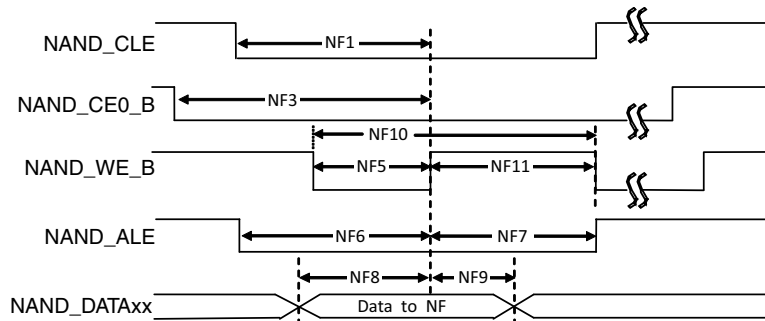 NAND_CLE
NF1
NAND_CE0_B
NF3
NF10
NAND_WE_B
NF5
NF11
NAND_ALE
NF6
NF7
NF8
NF9
NAND_DATAxx
Data to NF